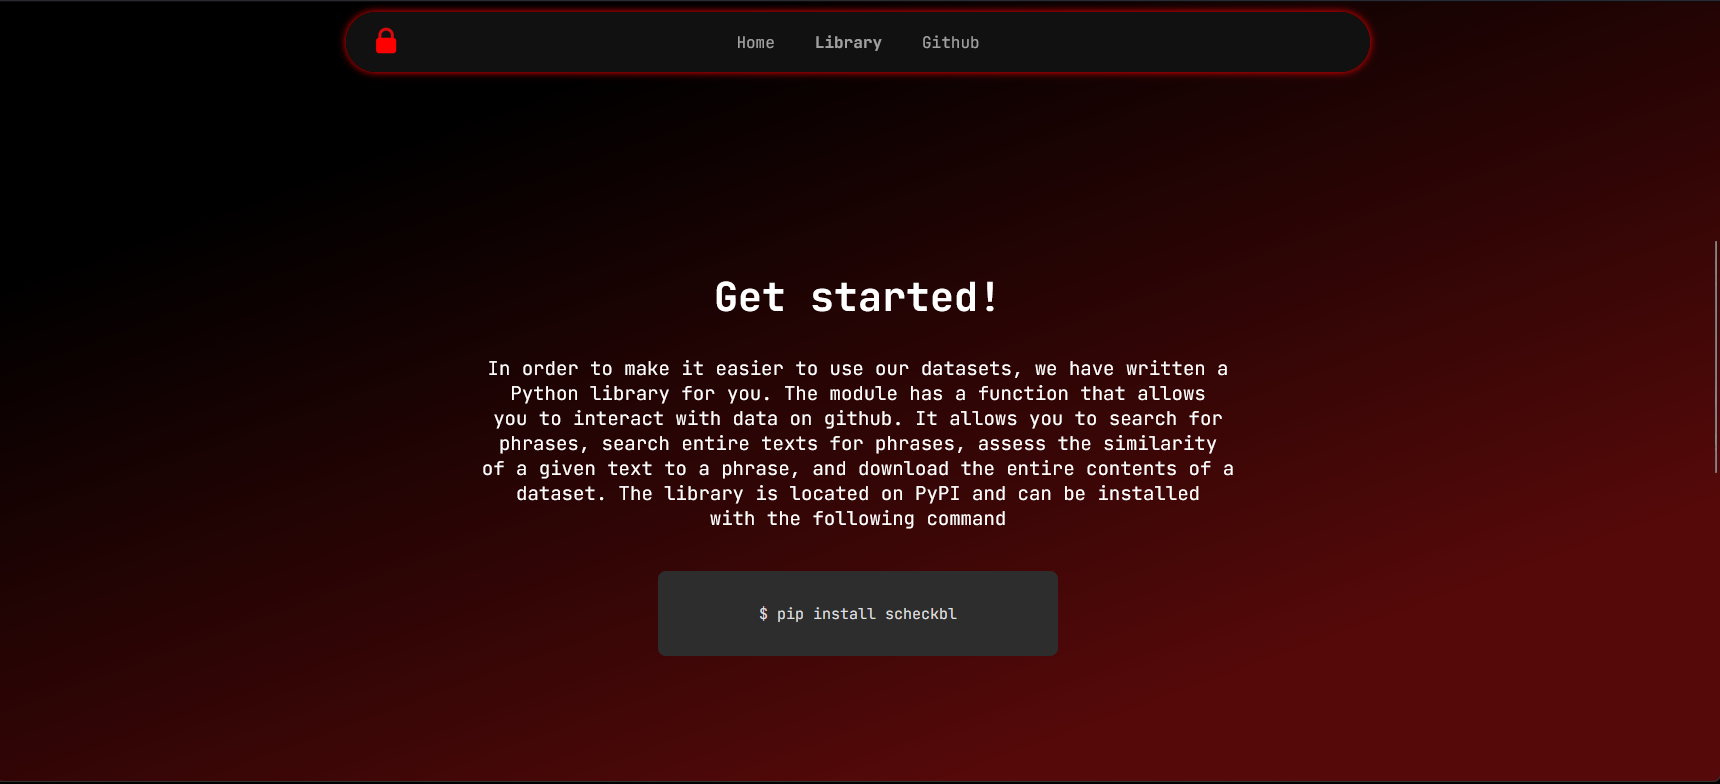 Home Library Github
Get started!
In order to make it easier to use our datasets, we have written a
Python library for you. The module has a function that allows
you to interact with data on github. It allows you to search for
phrases, search entire texts for phrases, assess the similarity
of a given text to a phrase, and download the entire contents of a
dataset. The library is located on PyPI and can be installed
with the following command
$ pip install scheckbl